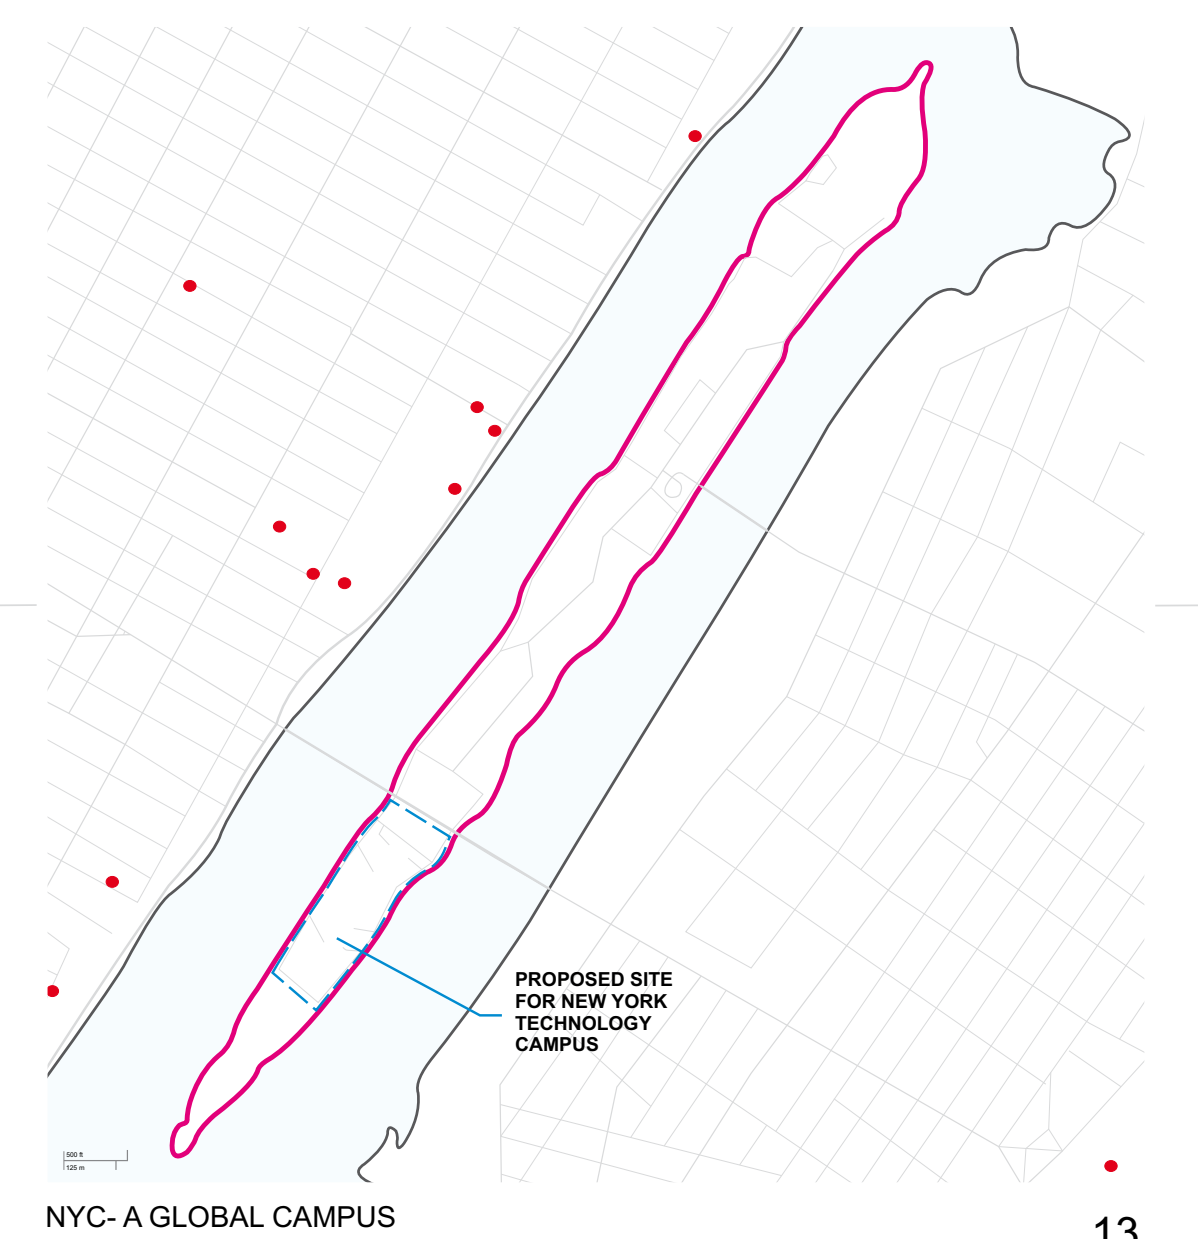 PROPOSED SITE
FOR NEW YORK
TECHNOLOGY
CAMPUS
500 ft
125 m
NYC- A GLOBAL CAMPUS
13